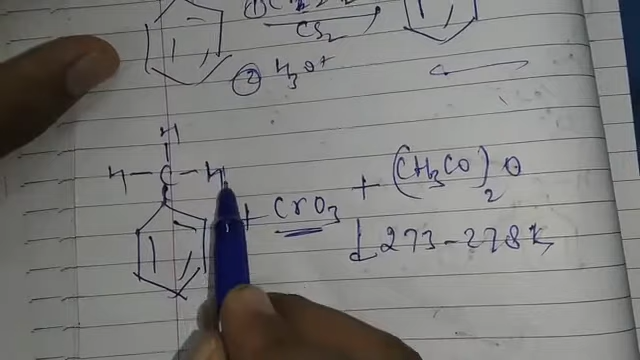 CS2
② H3O+
H
H-C-H
+ CrO3 + (CH3CO)2O
273-278K